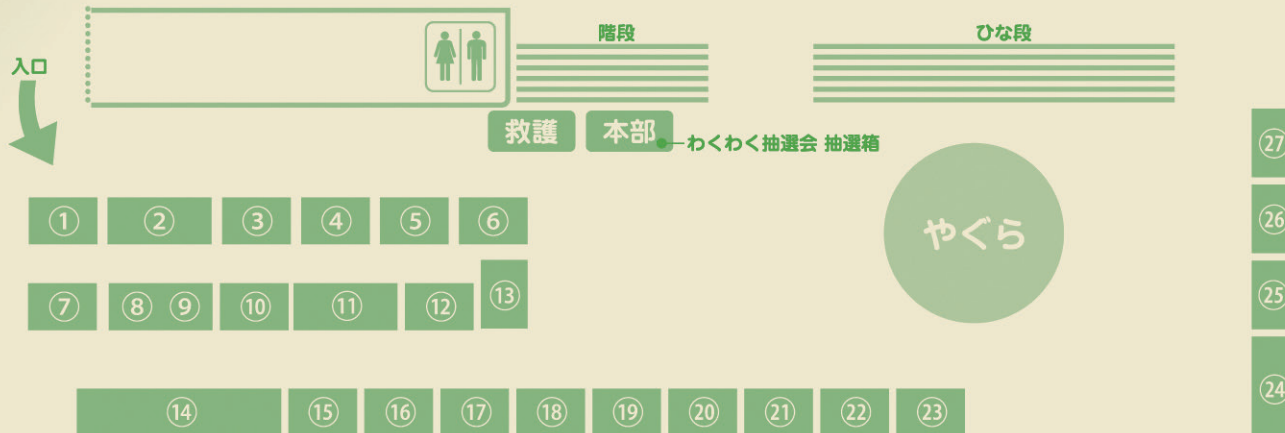 階段
ひな段
入口
救護
本部
わくわく抽選会 抽選箱
やぐら
① ② ③ ④ ⑤ ⑥
⑦ ⑧ ⑨ ⑩ ⑪ ⑫ ⑬
⑭ ⑮ ⑯ ⑰ ⑱ ⑲ ⑳ ㉑ ㉒ ㉓
㉗
㉖
㉕
㉔